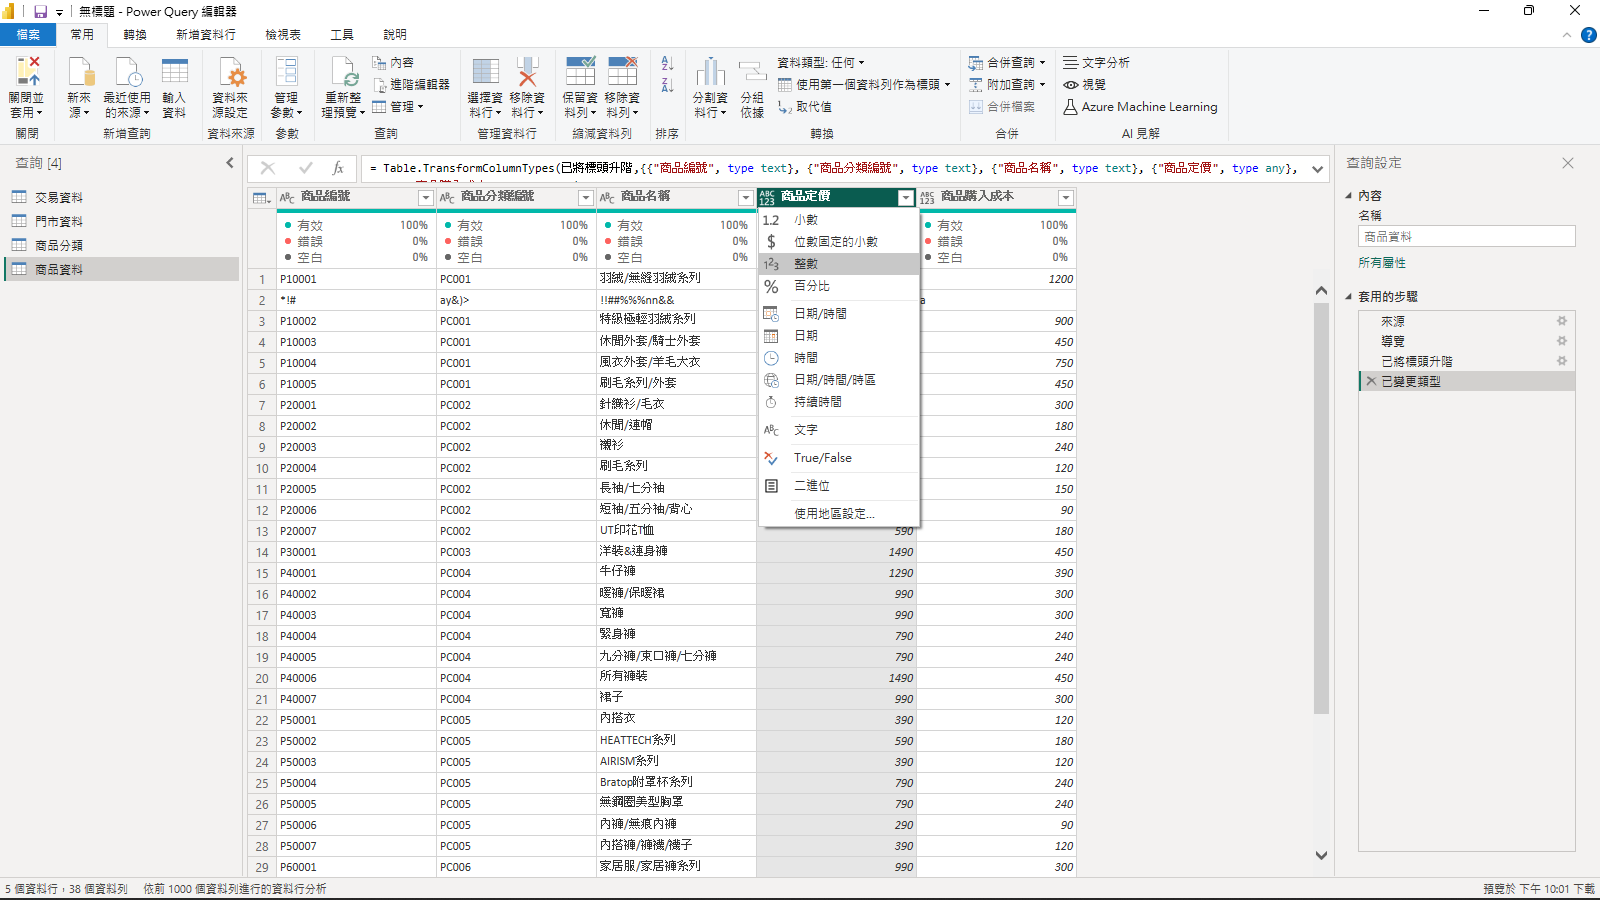 無標題 - Power Query 編輯器
檔案 常用 轉換 新增資料行 檢視表 工具 說明
關閉並套用 關閉
新來源 最近使用的來源 輸入資料 新增查詢
資料來源設定 資料來源
管理參數 參數
重新整理預覽 內容 進階編輯器 管理 查詢
選擇資料行 移除資料行 管理資料行
保留資料列 移除資料列 縮減資料列
排序
分割資料行 分組依據 資料類型: 任何 使用第一個資料列作為標頭 取代值 轉換
合併查詢 附加查詢 合併檔案 合併
文字分析 視覺 Azure Machine Learning AI 見解
查詢 [4]
交易資料
門市資料
商品分類
商品資料
fx = Table.TransformColumnTypes(已將標頭升階,{{"商品編號", type text}, {"商品分類編號", type text}, {"商品名稱", type text}, {"商品定價", type any},
ABC 商品編號 ABC 商品分類編號 ABC 商品名稱 ABC123 商品定價 ABC123 商品購入成本
有效 100% 有效 100% 有效 100% 有效 100%
錯誤 0% 錯誤 0% 錯誤 0% 錯誤 0%
空白 0% 空白 0% 空白 0% 空白 0%
1 P10001 PC001 羽絨/無縫羽絨系列 1200
2 *!# ay&)> !!##%%%nn&& a
3 P10002 PC001 特級極輕羽絨系列 900
4 P10003 PC001 休閒外套/騎士外套 450
5 P10004 PC001 風衣外套/羊毛大衣 750
6 P10005 PC001 刷毛系列/外套 450
7 P20001 PC002 針織衫/毛衣 300
8 P20002 PC002 休閒/連帽 180
9 P20003 PC002 襯衫 240
10 P20004 PC002 刷毛系列 120
11 P20005 PC002 長袖/七分袖 150
12 P20006 PC002 短袖/五分袖/背心 90
13 P20007 PC002 UT印花T恤 590 180
14 P30001 PC003 洋裝&連身褲 1490 450
15 P40001 PC004 牛仔褲 1290 390
16 P40002 PC004 暖褲/保暖裙 990 300
17 P40003 PC004 寬褲 990 300
18 P40004 PC004 緊身褲 790 240
19 P40005 PC004 九分褲/束口褲/七分褲 790 240
20 P40006 PC004 所有褲裝 1490 450
21 P40007 PC004 裙子 990 300
22 P50001 PC005 內搭衣 390 120
23 P50002 PC005 HEATTECH系列 590 180
24 P50003 PC005 AIRISM系列 390 120
25 P50004 PC005 Bratop附罩杯系列 790 240
26 P50005 PC005 無鋼圈美型胸罩 790 240
27 P50006 PC005 內褲/無痕內褲 290 90
28 P50007 PC005 內搭褲/褲襪/襪子 390 120
29 P60001 PC006 家居服/家居褲系列 990 300
1.2 小數
$ 位數固定的小數
123 整數
% 百分比
日期/時間
日期
時間
日期/時間/時區
持續時間
ABC 文字
True/False
二進位
使用地區設定...
查詢設定
內容
名稱
商品資料
所有屬性
套用的步驟
來源
導覽
已將標頭升階
已變更類型
5 個資料行，38 個資料列 依前 1000 個資料列進行的資料行分析
預覽於 下午 10:01 下載